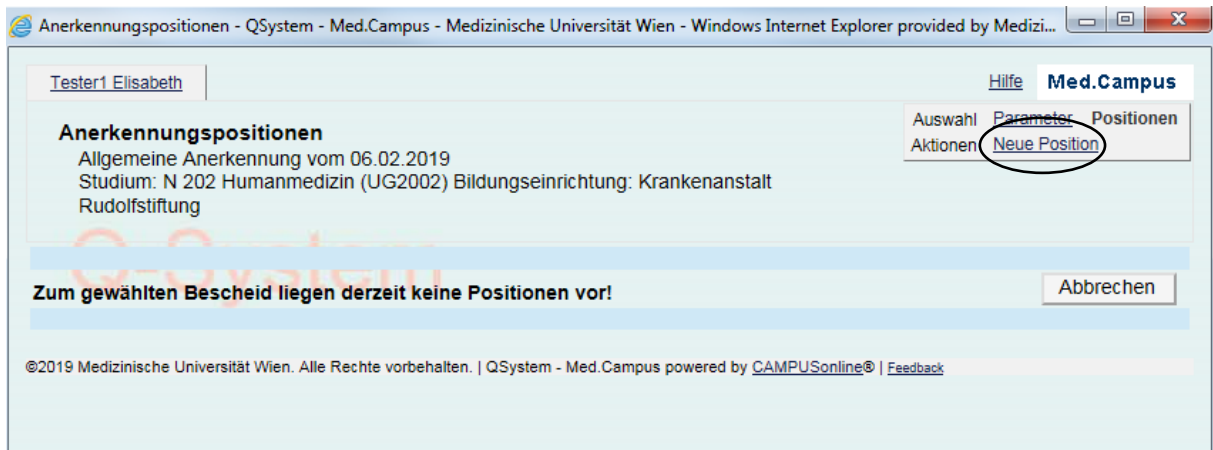 Anerkennungspositionen - QSystem - Med.Campus - Medizinische Universität Wien - Windows Internet Explorer provided by Medizi...
Tester1 Elisabeth
Hilfe Med.Campus
Auswahl Parameter Positionen
Aktionen Neue Position
Anerkennungspositionen
Allgemeine Anerkennung vom 06.02.2019
Studium: N 202 Humanmedizin (UG2002) Bildungseinrichtung: Krankenanstalt
Rudolfstiftung
Q-System
Zum gewählten Bescheid liegen derzeit keine Positionen vor!
Abbrechen
©2019 Medizinische Universität Wien. Alle Rechte vorbehalten. | QSystem - Med.Campus powered by CAMPUSonline® | Feedback